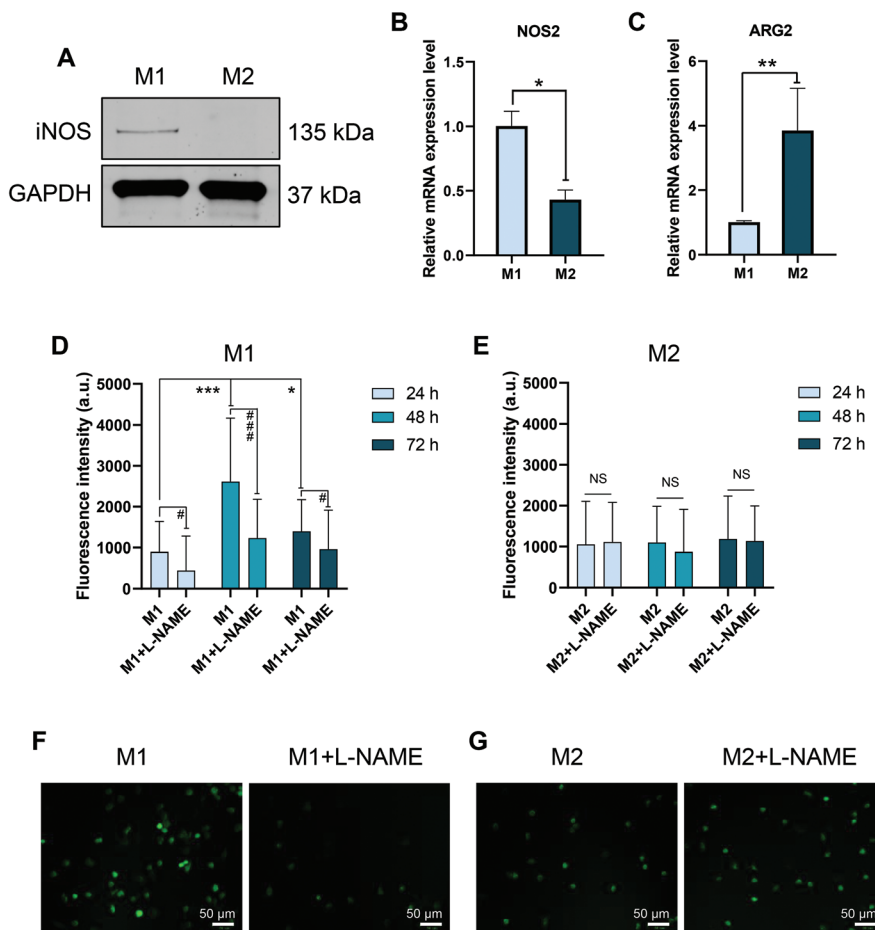 A
M1 M2
iNOS 135 kDa
GAPDH 37 kDa
B
NOS2
Relative mRNA expression level
1.5
1.0
0.5
0.0
*
M1 M2
C
ARG2
Relative mRNA expression level
6
4
2
0
**
M1 M2
D
M1
Fluorescence intensity (a.u.)
5000
4000
3000
2000
1000
0
*** *
# ### #
24 h
48 h
72 h
M1 M1+L-NAME M1 M1+L-NAME M1 M1+L-NAME
E
M2
Fluorescence intensity (a.u.)
5000
4000
3000
2000
1000
0
NS NS NS
24 h
48 h
72 h
M2 M2+L-NAME M2 M2+L-NAME M2 M2+L-NAME
F
M1 M1+L-NAME
50 µm 50 µm
G
M2 M2+L-NAME
50 µm 50 µm